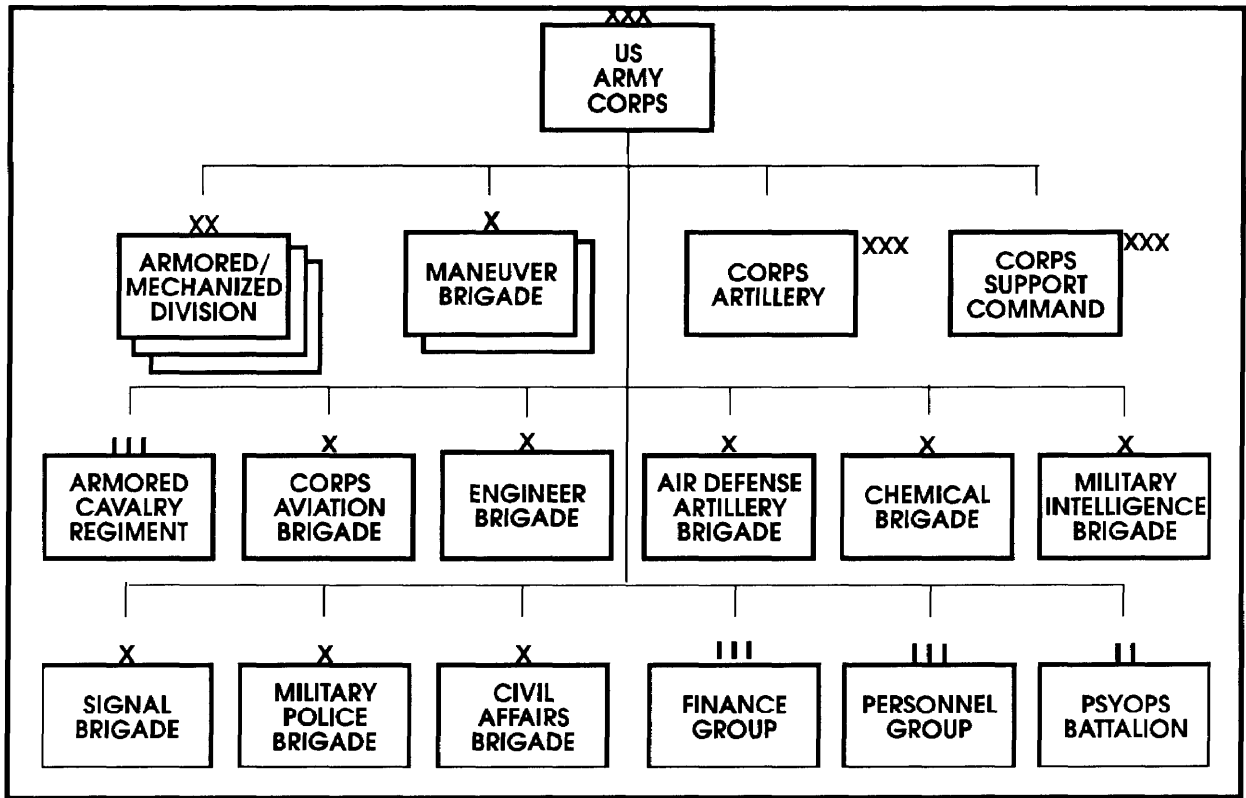 XXX
US
ARMY
CORPS
XX
ARMORED/
MECHANIZED
DIVISION
X
MANEUVER
BRIGADE
XXX
CORPS
ARTILLERY
XXX
CORPS
SUPPORT
COMMAND
III
ARMORED
CAVALRY
REGIMENT
X
CORPS
AVIATION
BRIGADE
X
ENGINEER
BRIGADE
X
AIR DEFENSE
ARTILLERY
BRIGADE
X
CHEMICAL
BRIGADE
X
MILITARY
INTELLIGENCE
BRIGADE
X
SIGNAL
BRIGADE
X
MILITARY
POLICE
BRIGADE
X
CIVIL
AFFAIRS
BRIGADE
III
FINANCE
GROUP
III
PERSONNEL
GROUP
II
PSYOPS
BATTALION